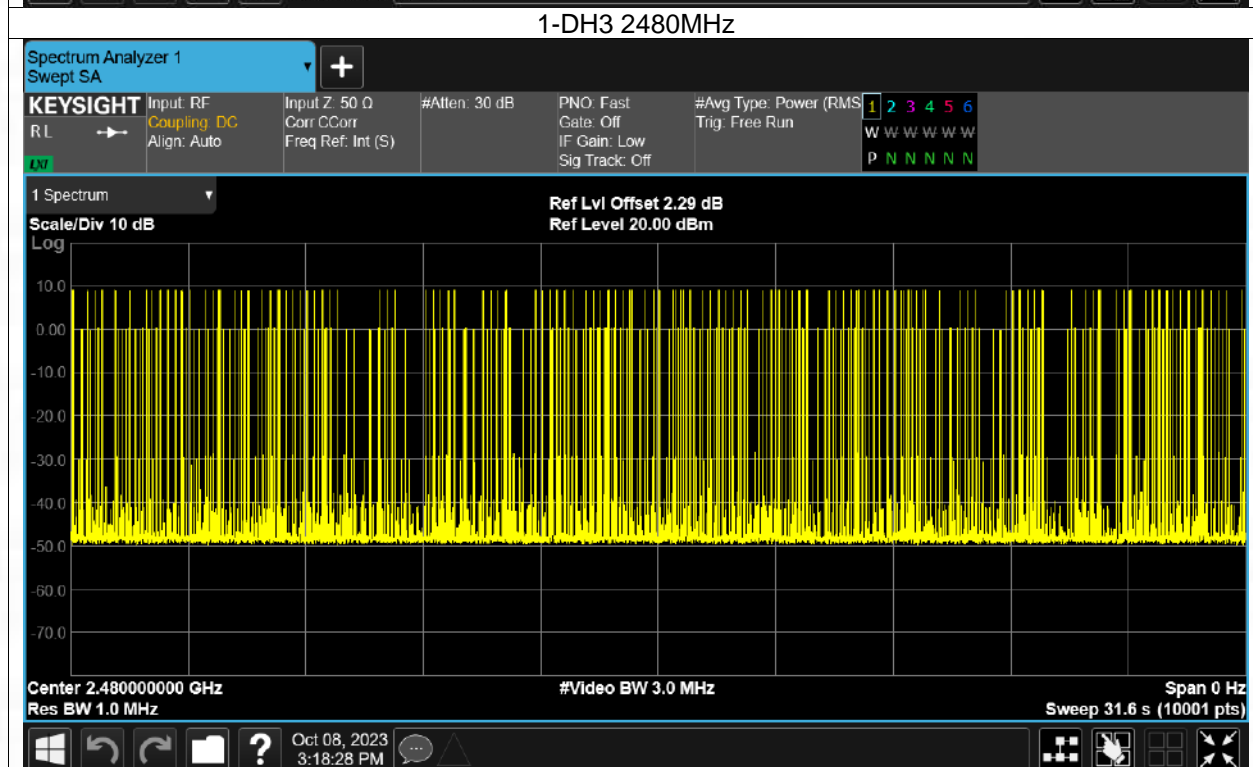 1-DH3 2480MHz
Spectrum Analyzer 1
Swept SA
+
KEYSIGHT Input: RF Input Z: 50 Ω #Atten: 30 dB PNO: Fast #Avg Type: Power (RMS 1 2 3 4 5 6
RL Coupling: DC Corr CCorr Gate: Off Trig: Free Run W W W W W W
Align: Auto Freq Ref: Int (S) IF Gain: Low
LXI Sig Track: Off P N N N N N
1 Spectrum
Ref Lvl Offset 2.29 dB
Scale/Div 10 dB Ref Level 20.00 dBm
Log
10.0
0.00
-10.0
-20.0
-30.0
-40.0
-50.0
-60.0
-70.0
Center 2.480000000 GHz #Video BW 3.0 MHz Span 0 Hz
Res BW 1.0 MHz Sweep 31.6 s (10001 pts)
? Oct 08, 2023
3:18:28 PM